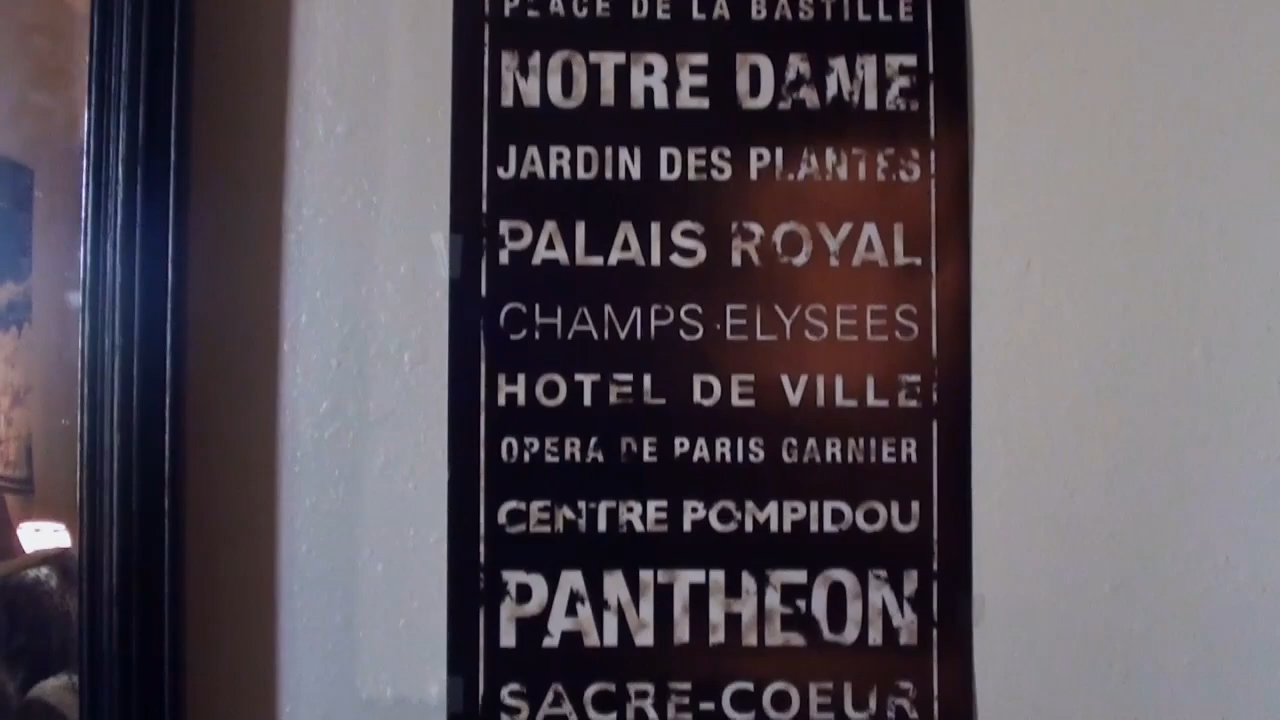 PLACE DE LA BASTILLE
NOTRE DAME
JARDIN DES PLANTES
PALAIS ROYAL
CHAMPS·ELYSEES
HOTEL DE VILLE
OPERA DE PARIS GARNIER
CENTRE POMPIDOU
PANTHEON
SACRE-COEUR